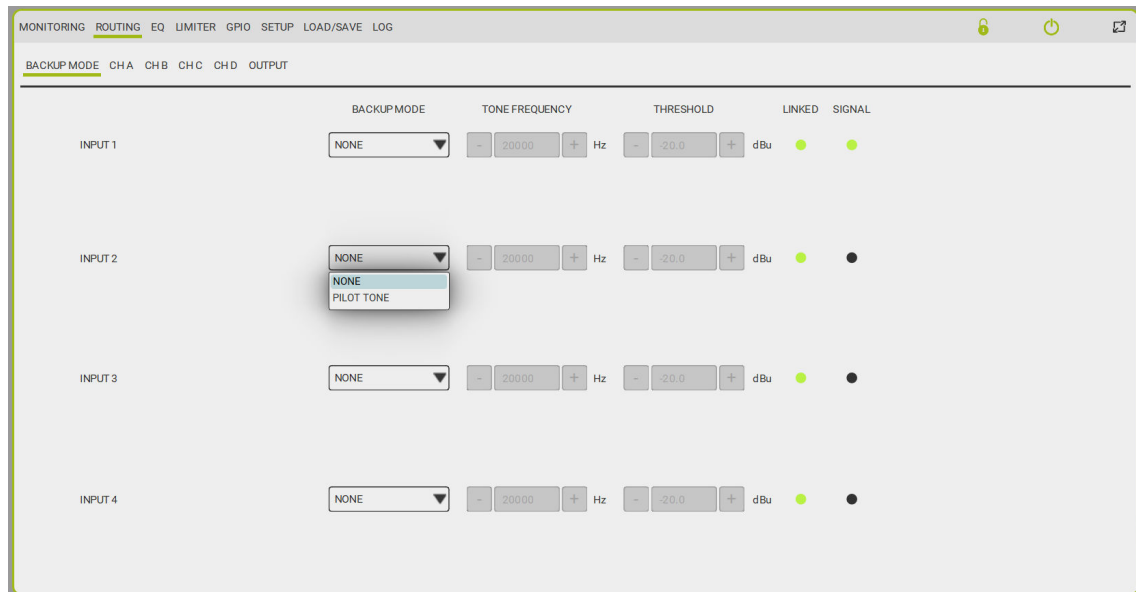 MONITORING ROUTING EQ LIMITER GPIO SETUP LOAD/SAVE LOG
BACKUP MODE CH A CH B CH C CH D OUTPUT
BACKUP MODE TONE FREQUENCY THRESHOLD LINKED SIGNAL
INPUT 1 NONE - 20000 + Hz - -20.0 + dBu
INPUT 2 NONE - 20000 + Hz - -20.0 + dBu
NONE
PILOT TONE
INPUT 3 NONE - 20000 + Hz - -20.0 + dBu
INPUT 4 NONE - 20000 + Hz - -20.0 + dBu